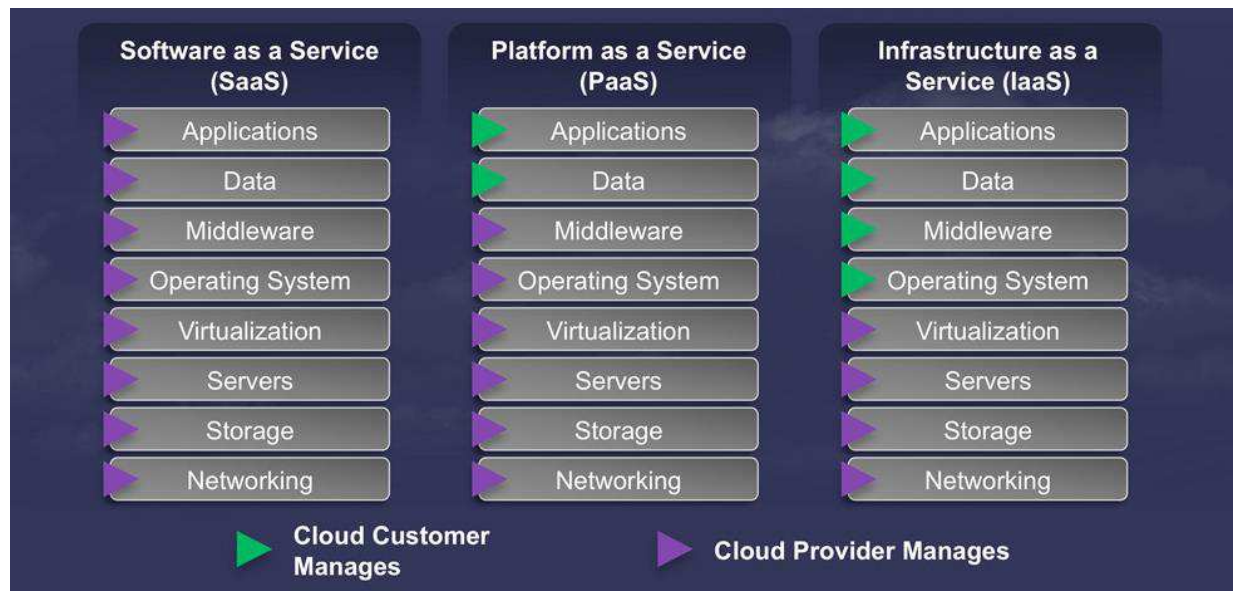 Software as a Service
(SaaS)
Applications
Data
Middleware
Operating System
Virtualization
Servers
Storage
Networking
Platform as a Service
(PaaS)
Applications
Data
Middleware
Operating System
Virtualization
Servers
Storage
Networking
Infrastructure as a
Service (IaaS)
Applications
Data
Middleware
Operating System
Virtualization
Servers
Storage
Networking
Cloud Customer
Manages
Cloud Provider Manages